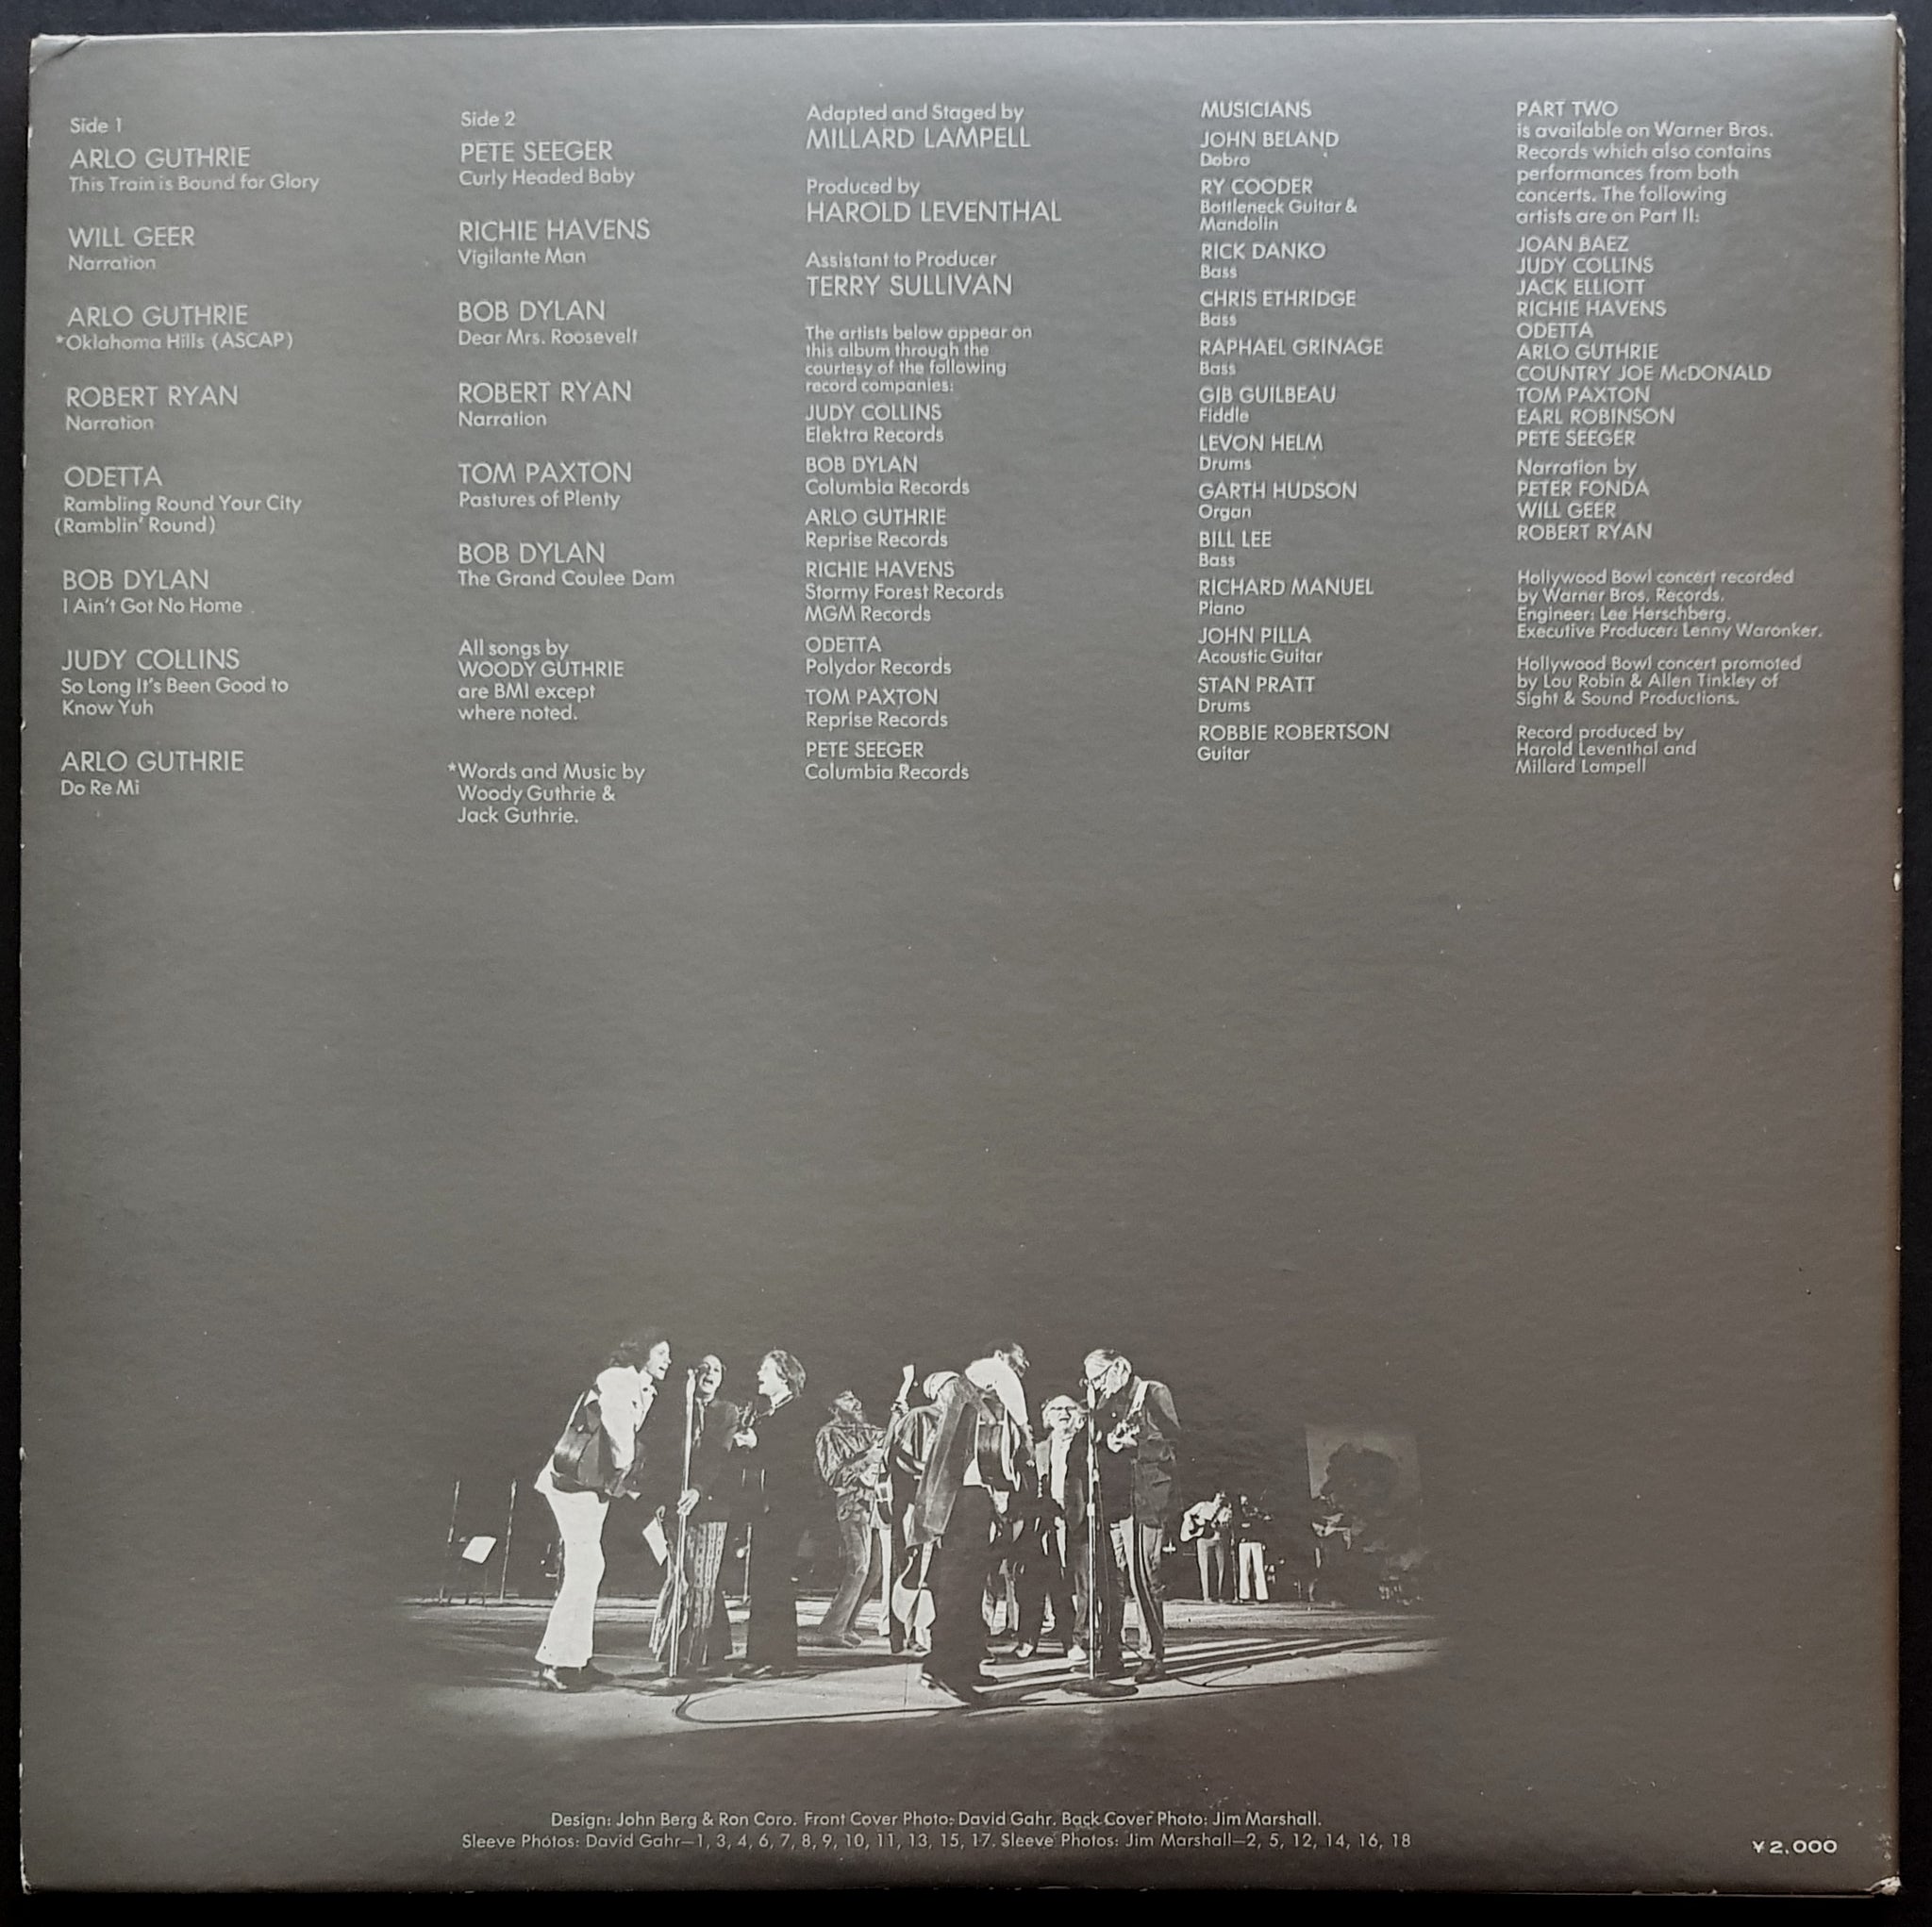 Side 1
ARLO GUTHRIE
This Train is Bound for Glory
WILL GEER
Narration
ARLO GUTHRIE
*Oklahoma Hills (ASCAP)
ROBERT RYAN
Narration
ODETTA
Rambling Round Your City
(Ramblin' Round)
BOB DYLAN
I Ain't Got No Home
JUDY COLLINS
So Long It's Been Good to
Know Yuh
ARLO GUTHRIE
Do Re Mi
Side 2
PETE SEEGER
Curly Headed Baby
RICHIE HAVENS
Vigilante Man
BOB DYLAN
Dear Mrs. Roosevelt
ROBERT RYAN
Narration
TOM PAXTON
Pastures of Plenty
BOB DYLAN
The Grand Coulee Dam
All songs by
WOODY GUTHRIE
are BMI except
where noted.
*Words and Music by
Woody Guthrie &
Jack Guthrie.
Adapted and Staged by
MILLARD LAMPELL
Produced by
HAROLD LEVENTHAL
Assistant to Producer
TERRY SULLIVAN
The artists below appear on
this album through the
courtesy of the following
record companies:
JUDY COLLINS
Elektra Records
BOB DYLAN
Columbia Records
ARLO GUTHRIE
Reprise Records
RICHIE HAVENS
Stormy Forest Records
MGM Records
ODETTA
Polydor Records
TOM PAXTON
Reprise Records
PETE SEEGER
Columbia Records
MUSICIANS
JOHN BELAND
Dobro
RY COODER
Bottleneck Guitar &
Mandolin
RICK DANKO
Bass
CHRIS ETHRIDGE
Bass
RAPHAEL GRINAGE
Bass
GIB GUILBEAU
Fiddle
LEVON HELM
Drums
GARTH HUDSON
Organ
BILL LEE
Bass
RICHARD MANUEL
Piano
JOHN PILLA
Acoustic Guitar
STAN PRATT
Drums
ROBBIE ROBERTSON
Guitar
PART TWO
is available on Warner Bros.
Records which also contains
performances from both
concerts. The following
artists are on Part II:
JOAN BAEZ
JUDY COLLINS
JACK ELLIOTT
RICHIE HAVENS
ODETTA
ARLO GUTHRIE
COUNTRY JOE McDONALD
TOM PAXTON
EARL ROBINSON
PETE SEEGER
Narration by
PETER FONDA
WILL GEER
ROBERT RYAN
Hollywood Bowl concert recorded
by Warner Bros. Records.
Engineer: Lee Herschberg.
Executive Producer: Lenny Waronker.
Hollywood Bowl concert promoted
by Lou Robin & Allen Tinkley of
Sight & Sound Productions.
Record produced by
Harold Leventhal and
Millard Lampell
Design: John Berg & Ron Coro. Front Cover Photo: David Gahr. Back Cover Photo: Jim Marshall.
Sleeve Photos: David Gahr—1, 3, 4, 6, 7, 8, 9, 10, 11, 13, 15, 17. Sleeve Photos: Jim Marshall—2, 5, 12, 14, 16, 18
¥2,000